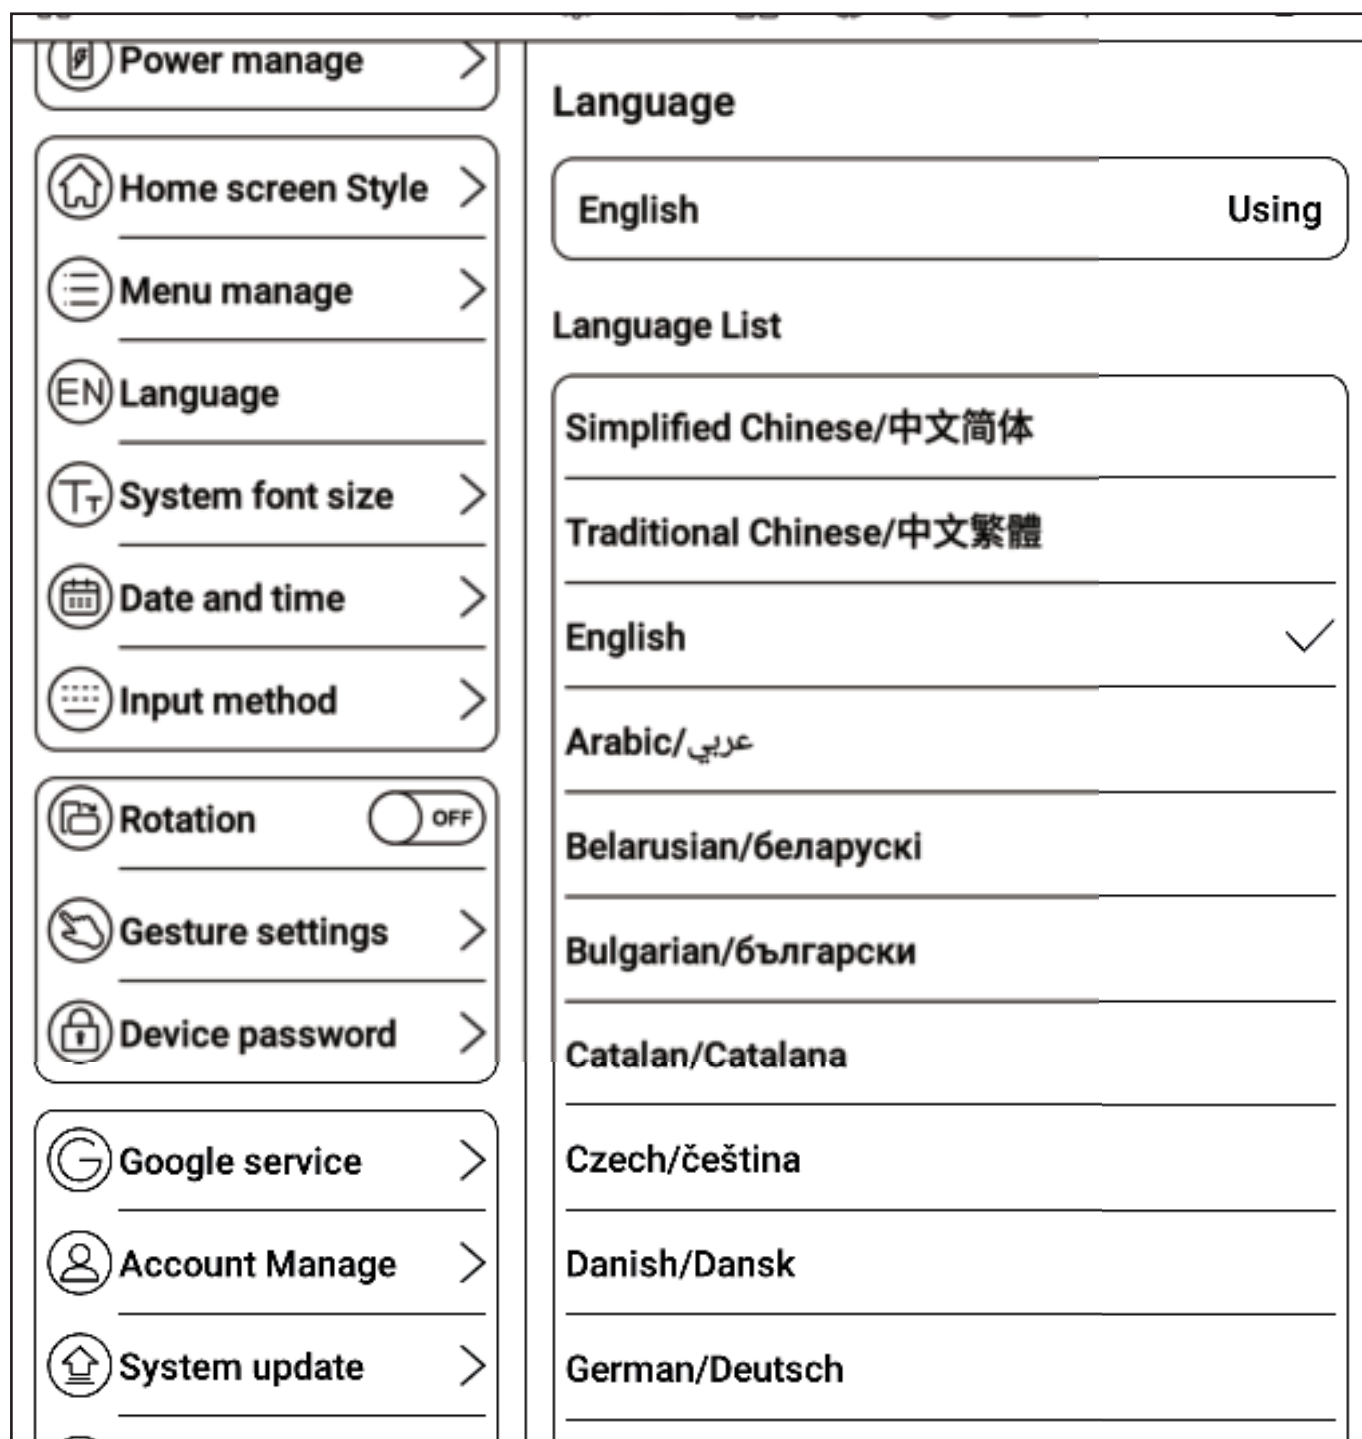 Power manage
Home screen Style
Menu manage
EN Language
System font size
Date and time
Input method
Rotation OFF
Gesture settings
Device password
Google service
Account Manage
System update
Language
English Using
Language List
Simplified Chinese/中文简体
Traditional Chinese/中文繁體
English
Arabic/عربي
Belarusian/беларускі
Bulgarian/български
Catalan/Catalana
Czech/čeština
Danish/Dansk
German/Deutsch